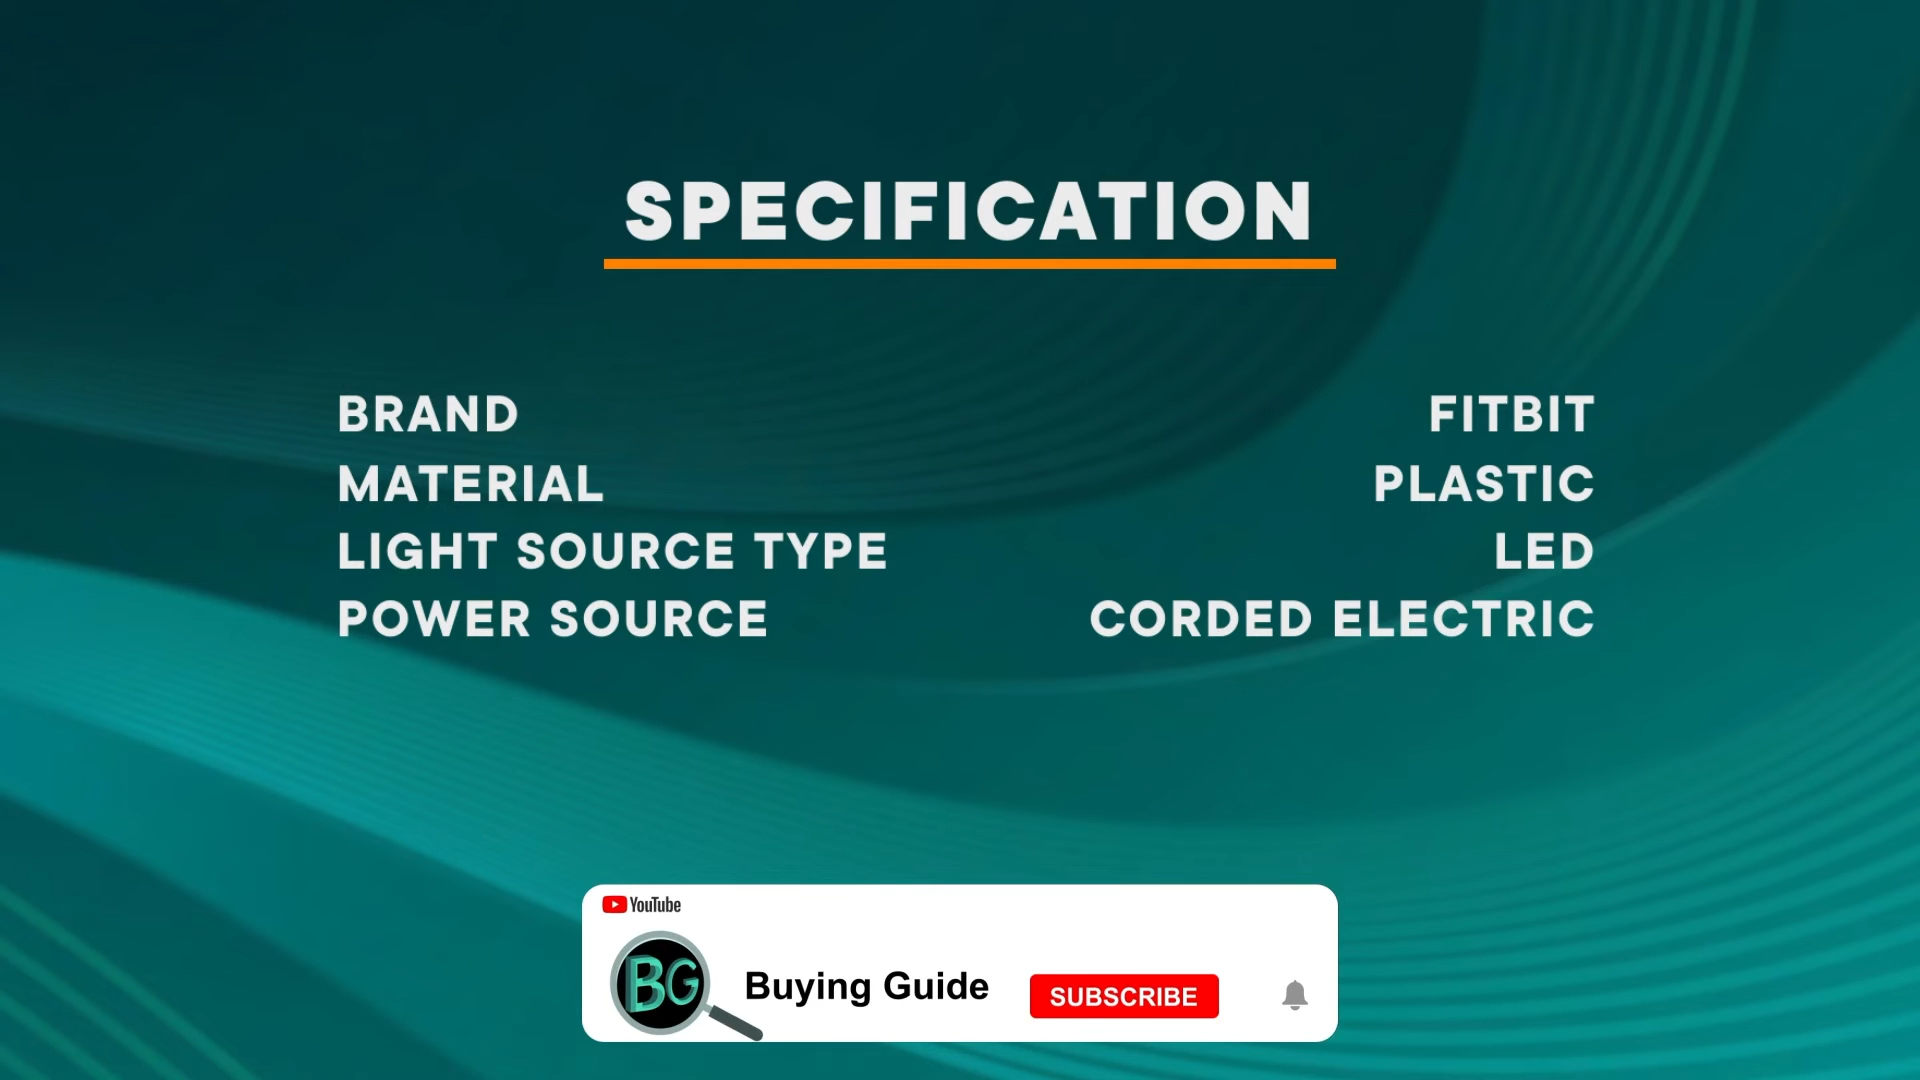 SPECIFICATION
BRAND FITBIT
MATERIAL PLASTIC
LIGHT SOURCE TYPE LED
POWER SOURCE CORDED ELECTRIC
YouTube
BG
Buying Guide
SUBSCRIBE